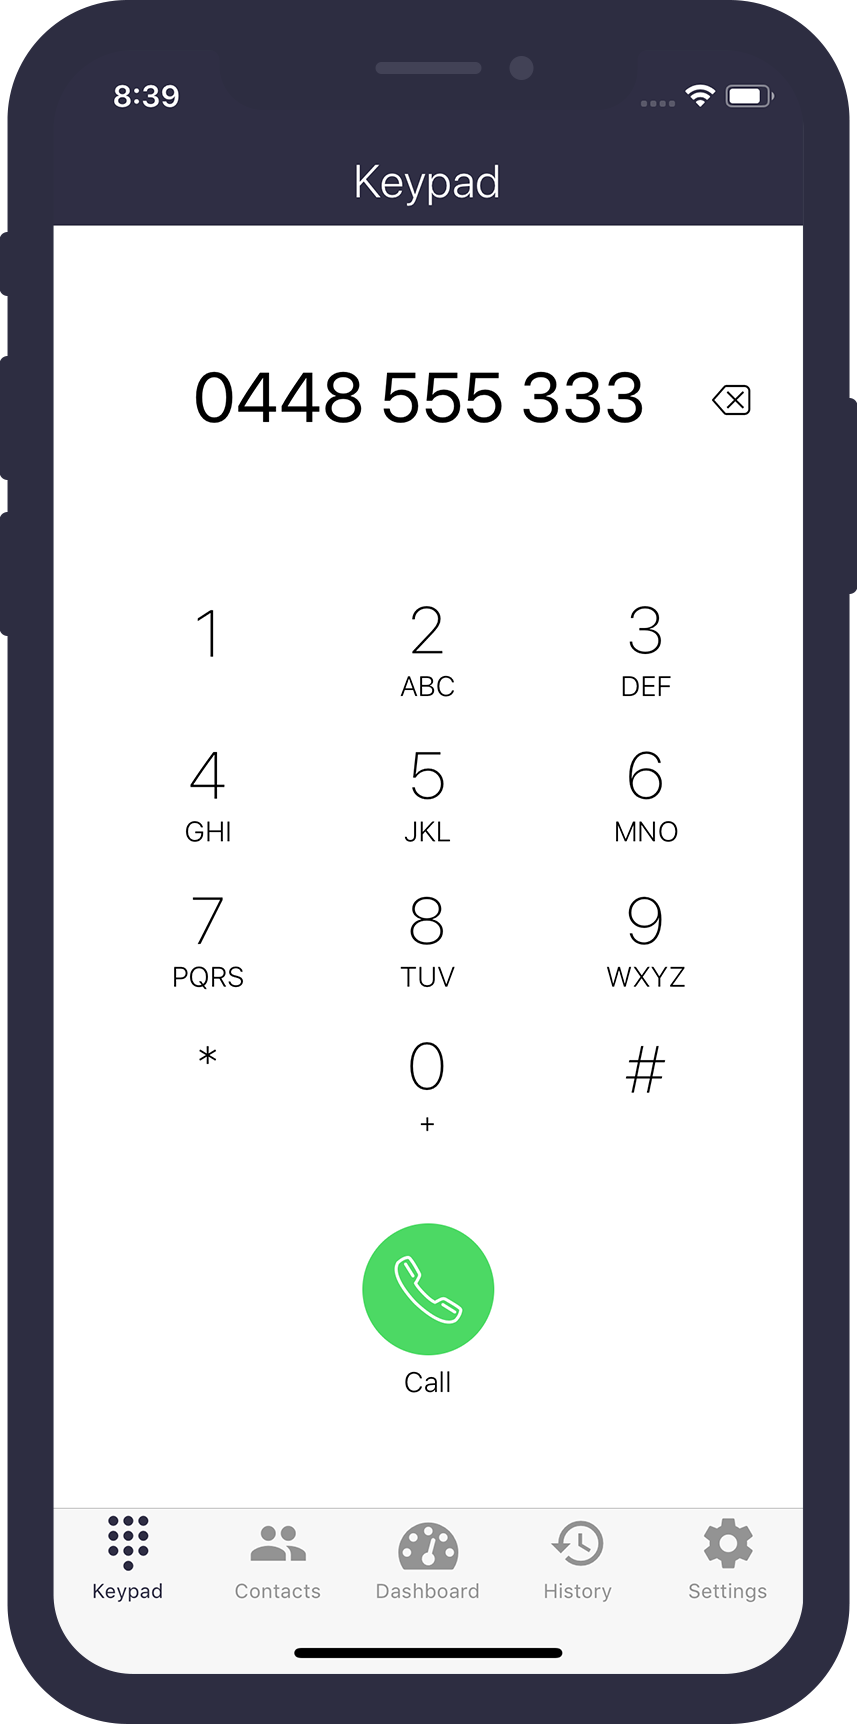 8:39
Keypad
0448 555 333
1 2 3
ABC DEF
4 5 6
GHI JKL MNO
7 8 9
PQRS TUV WXYZ
* 0 #
+
Call
Keypad Contacts Dashboard History Settings